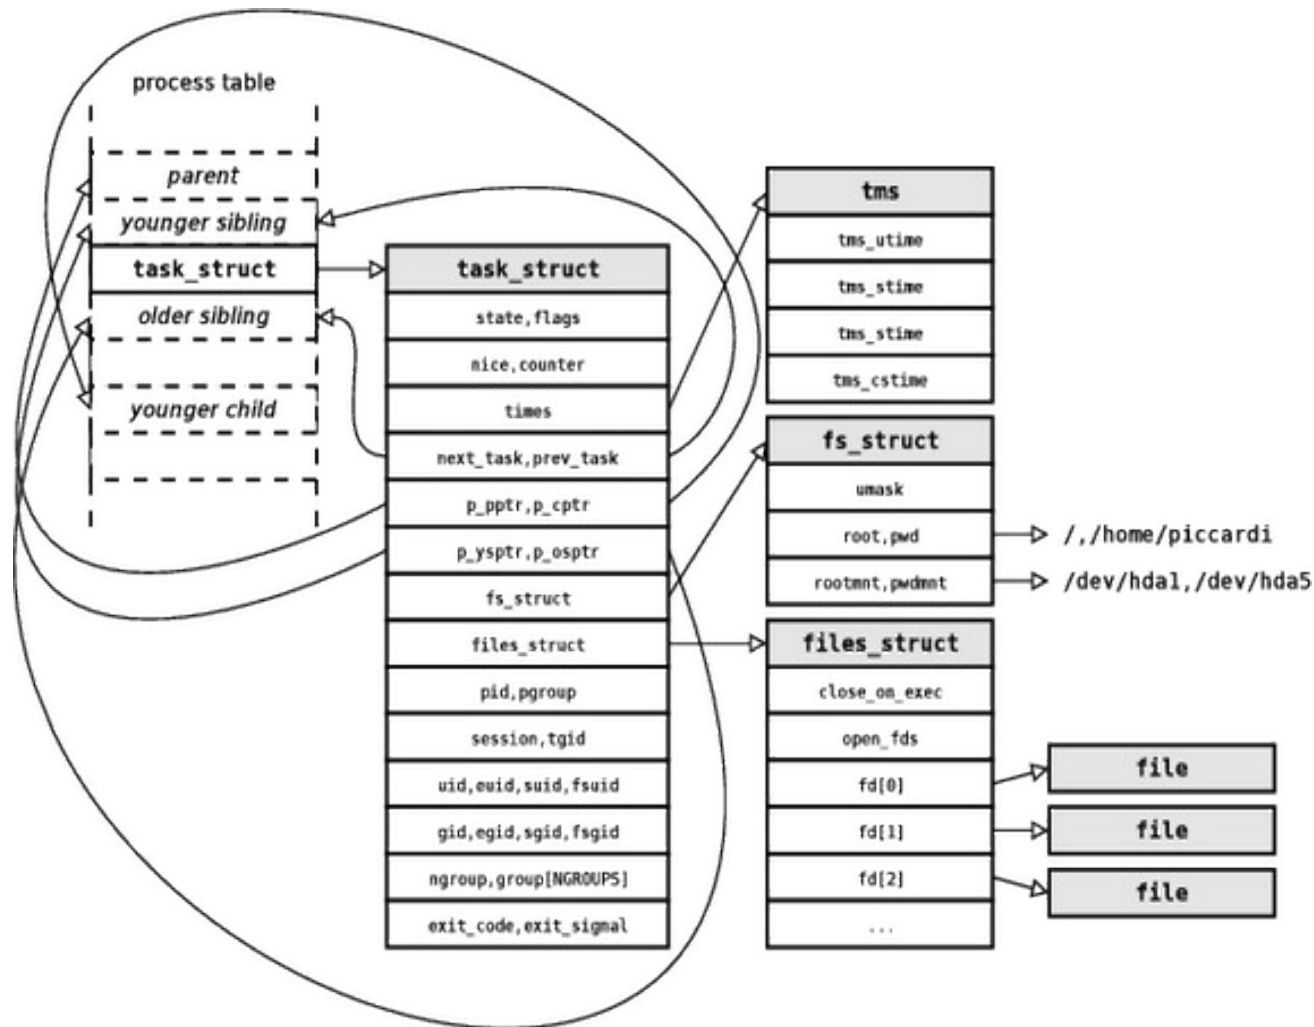 process table
parent
younger sibling
task_struct
older sibling
younger child
task_struct
state,flags
nice,counter
times
next_task,prev_task
p_pptr,p_cptr
p_ysptr,p_osptr
fs_struct
files_struct
pid,pgroup
session,tgid
uid,euid,suid,fsuid
gid,egid,sgid,fsgid
ngroup,group[NGROUPS]
exit_code,exit_signal
tms
tms_utime
tms_stime
tms_stime
tms_cstime
fs_struct
umask
root,pwd
rootmnt,pwdmnt
/,/home/piccardi
/dev/hda1,/dev/hda5
files_struct
close_on_exec
open_fds
fd[0]
fd[1]
fd[2]
...
file
file
file